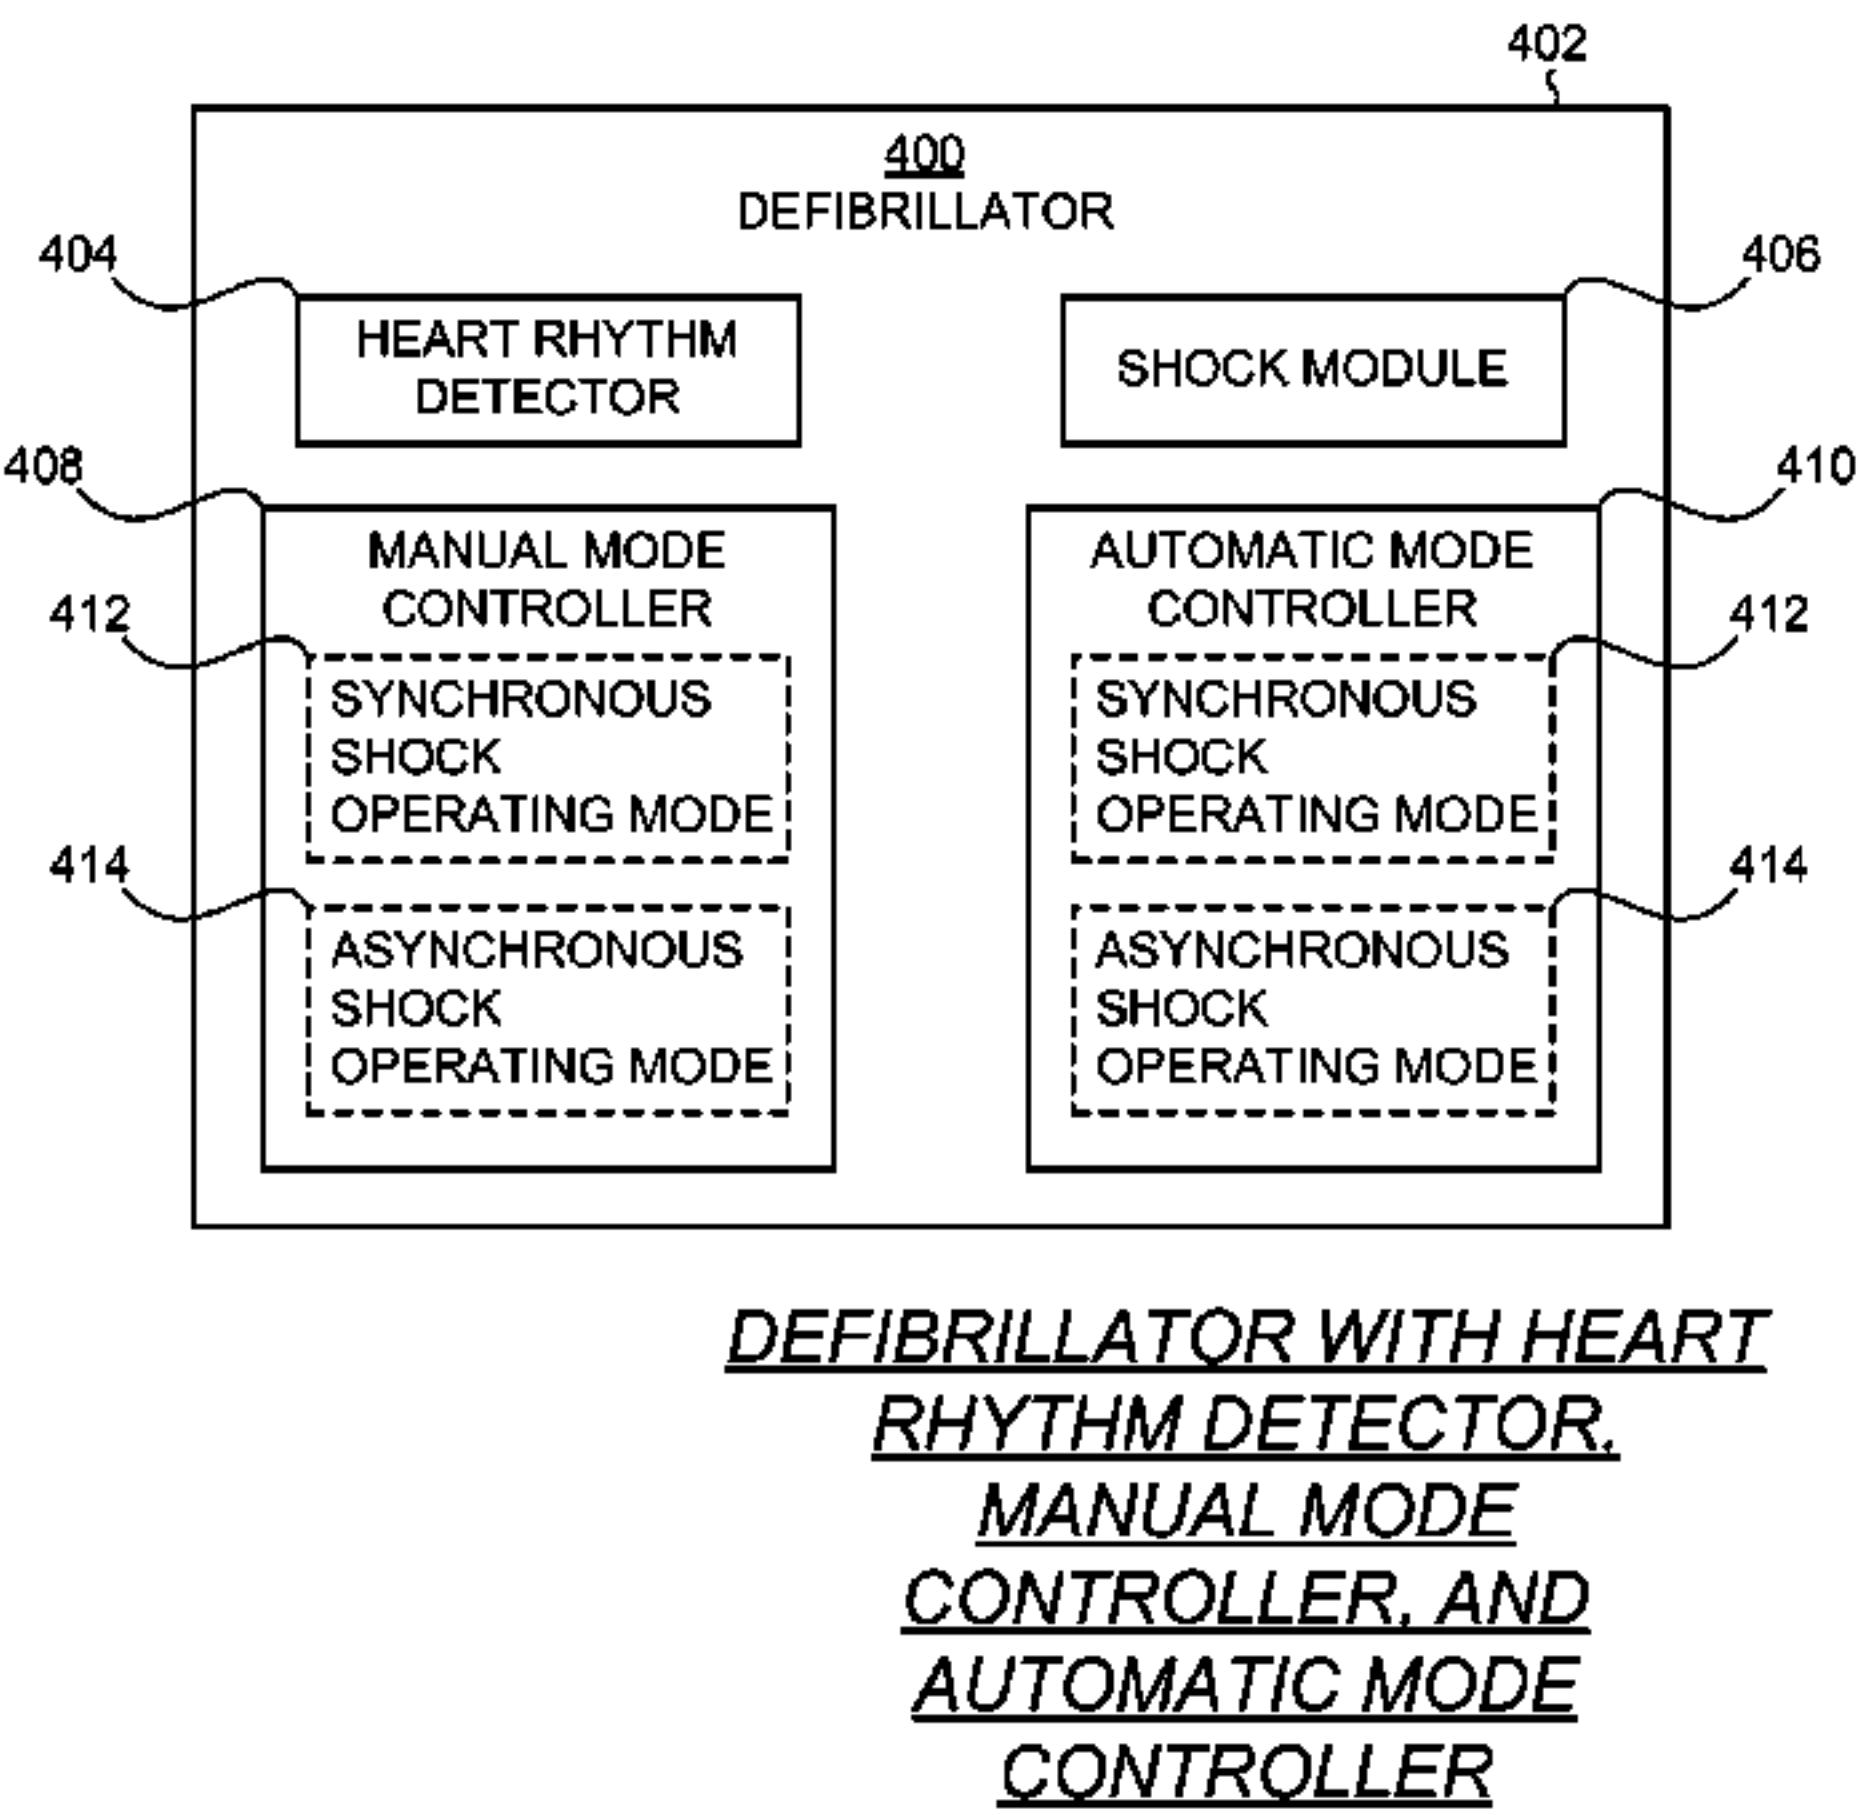 402
400
DEFIBRILLATOR
404
406
HEART RHYTHM
DETECTOR
SHOCK MODULE
408
410
MANUAL MODE
CONTROLLER
412
SYNCHRONOUS
SHOCK
OPERATING MODE
414
ASYNCHRONOUS
SHOCK
OPERATING MODE
AUTOMATIC MODE
CONTROLLER
412
SYNCHRONOUS
SHOCK
OPERATING MODE
414
ASYNCHRONOUS
SHOCK
OPERATING MODE
DEFIBRILLATOR WITH HEART
RHYTHM DETECTOR,
MANUAL MODE
CONTROLLER, AND
AUTOMATIC MODE
CONTROLLER